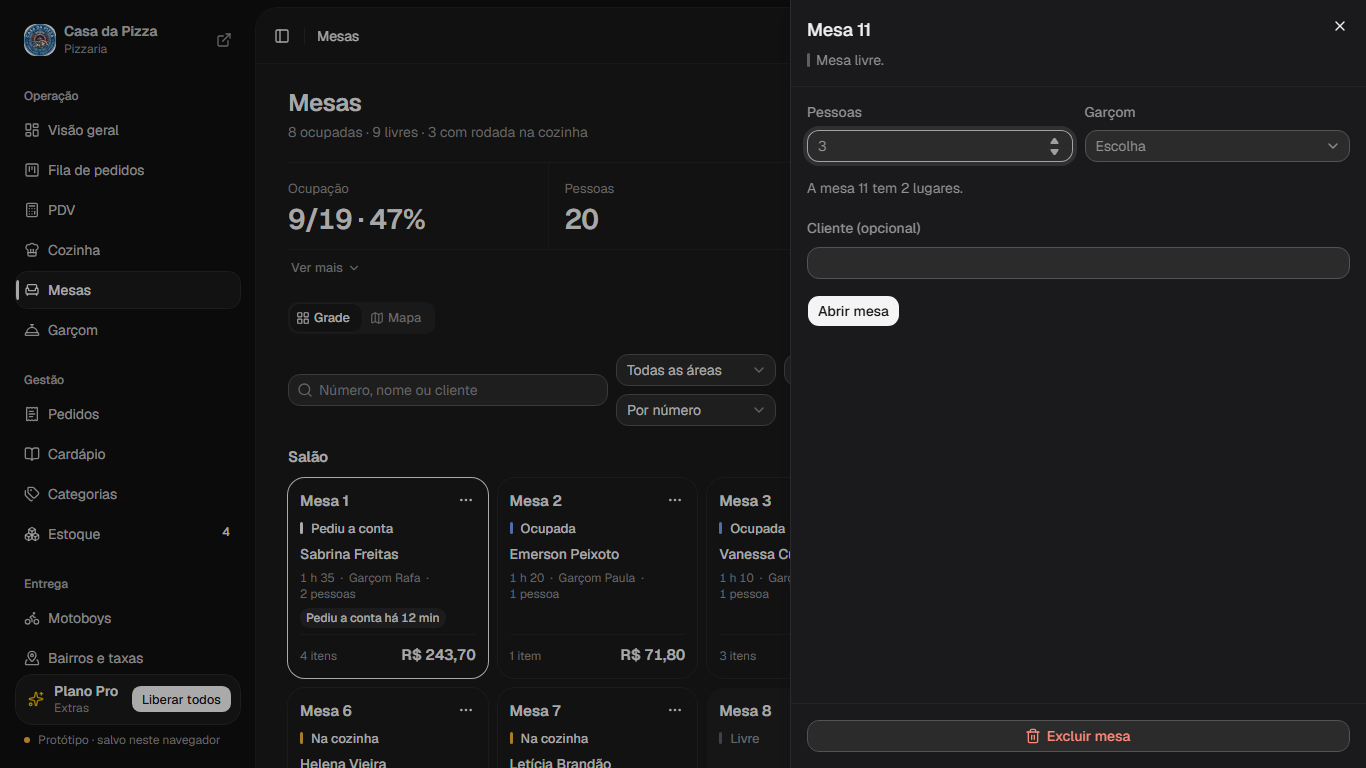 Casa da Pizza
Pizzaria
Operação
Visão geral
Fila de pedidos
PDV
Cozinha
Mesas
Garçom
Gestão
Pedidos
Cardápio
Categorias
Estoque
4
Entrega
Motoboys
Bairros e taxas
Plano Pro
Extras
Liberar todos
Protótipo · salvo neste navegador
Mesas
Mesas
8 ocupadas · 9 livres · 3 com rodada na cozinha
Ocupação
9/19 · 47%
Pessoas
20
Ver mais
Grade
Mapa
Número, nome ou cliente
Todas as áreas
Por número
Salão
Mesa 1
Pediu a conta
Sabrina Freitas
1 h 35 · Garçom Rafa ·
2 pessoas
Pediu a conta há 12 min
4 itens
R$ 243,70
Mesa 2
Ocupada
Emerson Peixoto
1 h 20 · Garçom Paula ·
1 pessoa
1 item
R$ 71,80
Mesa 3
Ocupada
Vanessa
1 h 10 ·
1 pessoa
3 itens
Mesa 6
Na cozinha
Helena Vieira
Mesa 7
Na cozinha
Letícia Brandão
Mesa 8
Livre
Mesa 11
Mesa livre.
Pessoas
3
Garçom
Escolha
A mesa 11 tem 2 lugares.
Cliente (opcional)
Abrir mesa
Excluir mesa